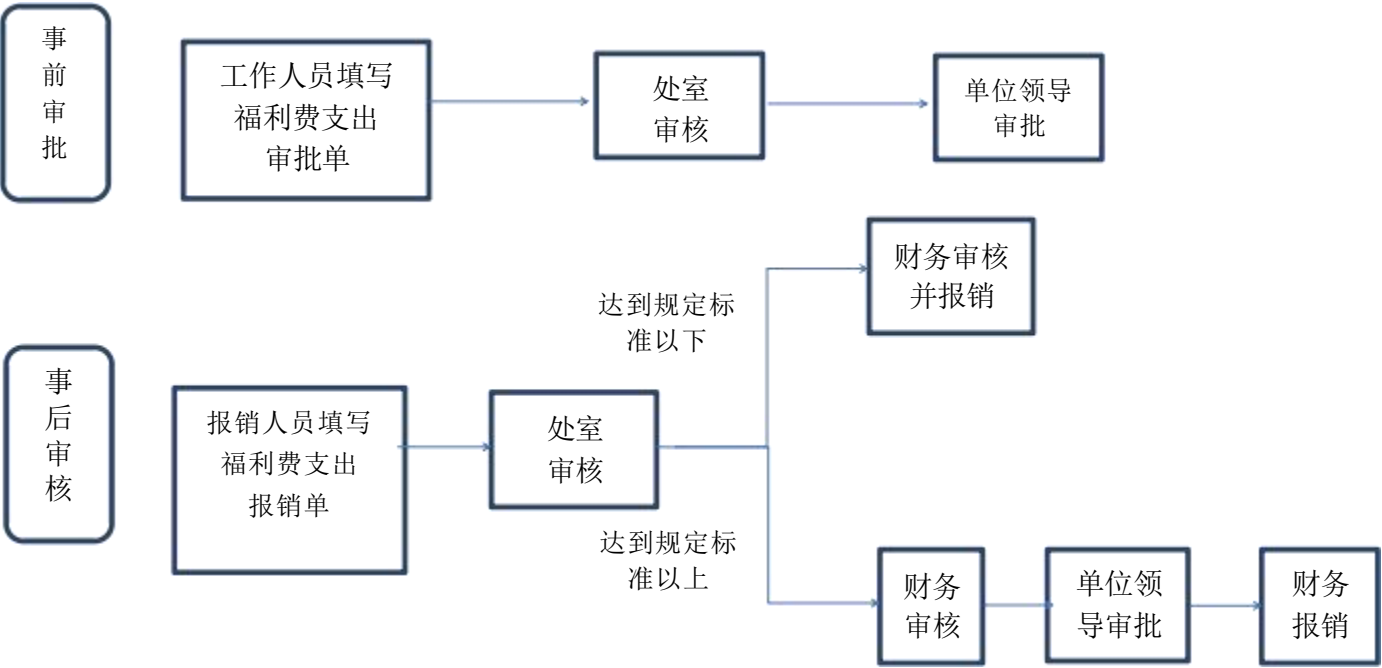 事
前
审
批
工作人员填写
福利费支出
审批单
处室
审核
单位领导
审批
事
后
审
核
报销人员填写
福利费支出
报销单
处室
审核
达到规定标
准以下
财务审核
并报销
达到规定标
准以上
财务
审核
单位领
导审批
财务
报销